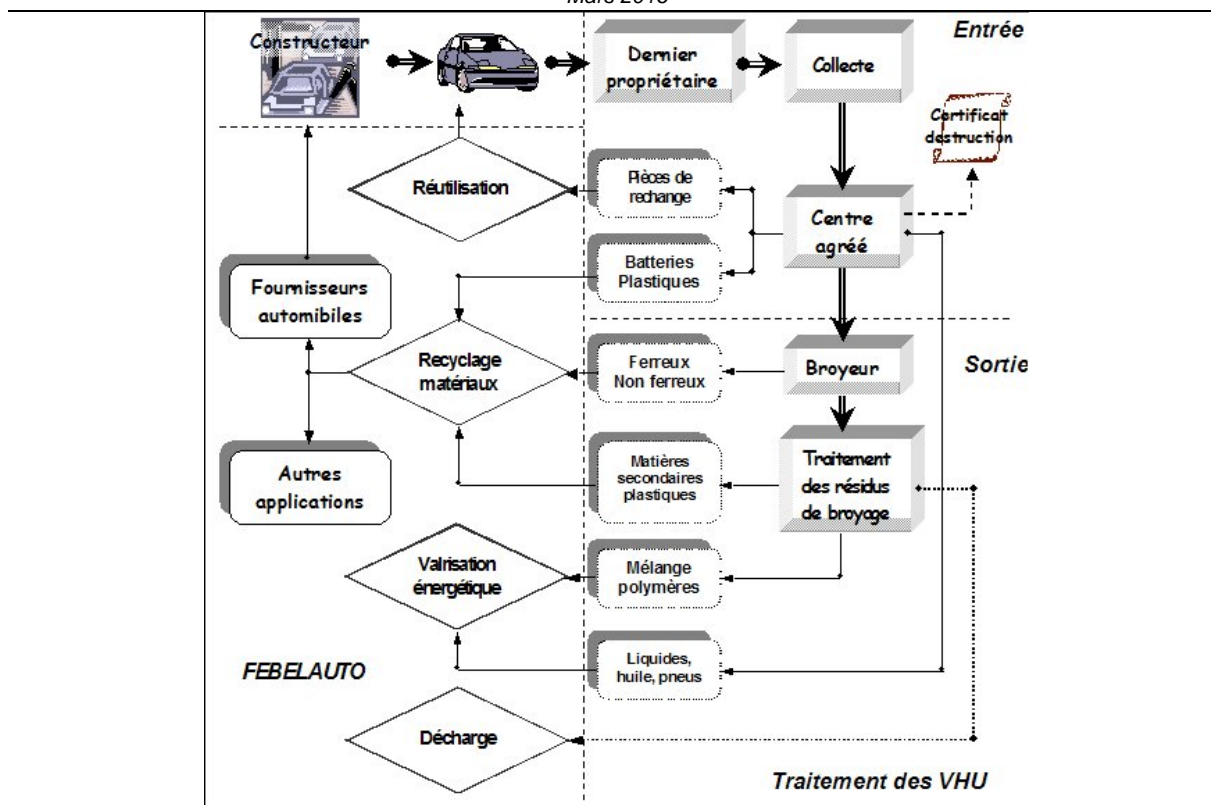 Mars
Constructeur
Dernier
propriétaire
Collecte
Entrée
Certificat
destruction
Réutilisation
Pièces de
rechange
Centre
agréé
Batteries
Plastiques
Fournisseurs
automibiles
Recyclage
matériaux
Ferreux
Non ferreux
Broyeur
Sortie
Autres
applications
Matières
secondaires
plastiques
Traitement
des résidus
de broyage
Valrisation
énergétique
Mélange
polymères
FEBELAUTO
Liquides,
huile, pneus
Décharge
Traitement des VHU